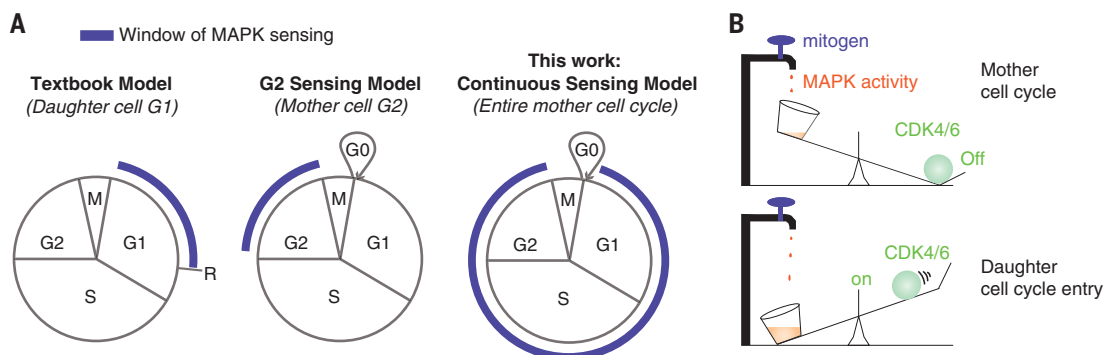 A
Window of MAPK sensing
Textbook Model
(Daughter cell G1)
M
G2
G1
S
R
G2 Sensing Model
(Mother cell G2)
G0
M
G2
G1
S
This work:
Continuous Sensing Model
(Entire mother cell cycle)
G0
M
G2
G1
S
B
mitogen
MAPK activity
Mother
cell cycle
CDK4/6
Off
CDK4/6
on
Daughter
cell cycle entry